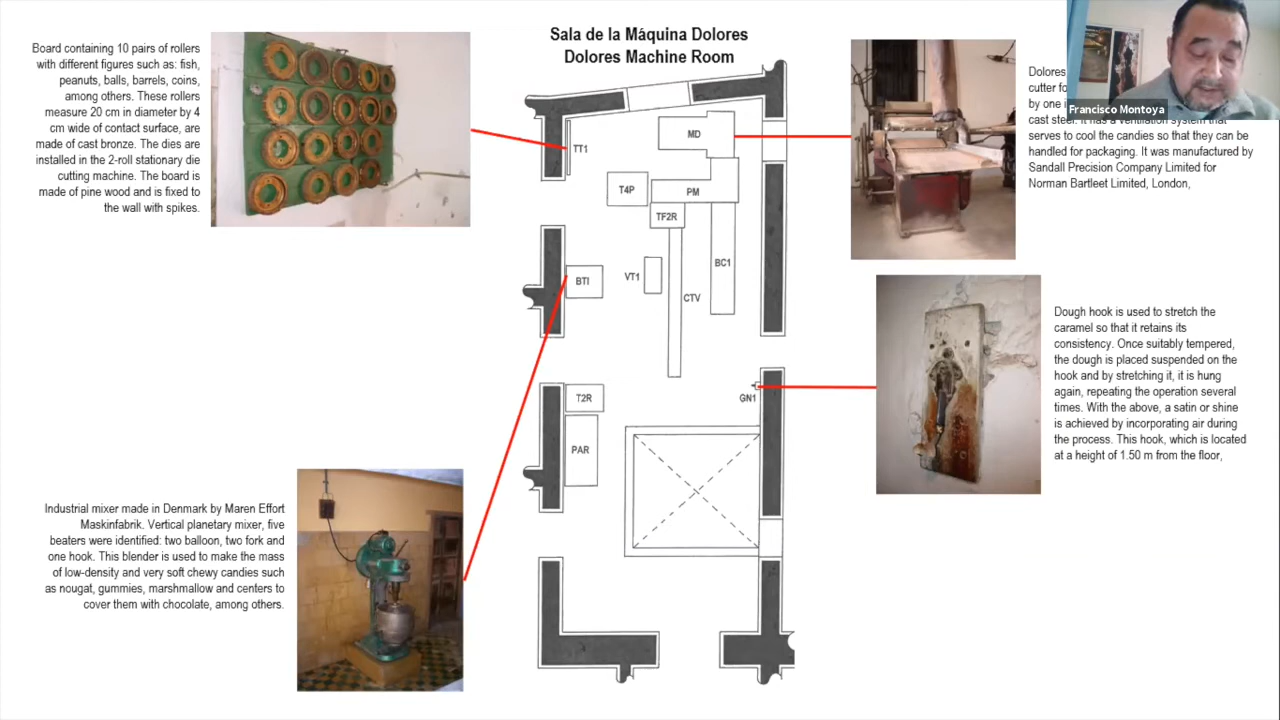 Sala de la Máquina Dolores
Dolores Machine Room
Board containing 10 pairs of rollers
with different figures such as: fish,
peanuts, balls, barrels, coins,
among others. These rollers
measure 20 cm in diameter by 4
cm wide of contact surface, are
made of cast bronze. The dies are
installed in the 2-roll stationary die
cutting machine. The board is
made of pine wood and is fixed to
the wall with spikes.
Dolores
cutter fo
Francisco Montoya
by one
cast steel. It has a ventilation system that
serves to cool the candies so that they can be
handled for packaging. It was manufactured by
Sandall Precision Company Limited for
Norman Bartleet Limited, London,
TT1
MD
T4P
PM
TF2R
BTI
VT1
BC1
CTV
T2R
GN1
PAR
Dough hook is used to stretch the
caramel so that it retains its
consistency. Once suitably tempered,
the dough is placed suspended on the
hook and by stretching it, it is hung
again, repeating the operation several
times. With the above, a satin or shine
is achieved by incorporating air during
the process. This hook, which is located
at a height of 1.50 m from the floor,
Industrial mixer made in Denmark by Maren Effort
Maskinfabrik. Vertical planetary mixer, five
beaters were identified: two balloon, two fork and
one hook. This blender is used to make the mass
of low-density and very soft chewy candies such
as nougat, gummies, marshmallow and centers to
cover them with chocolate, among others.